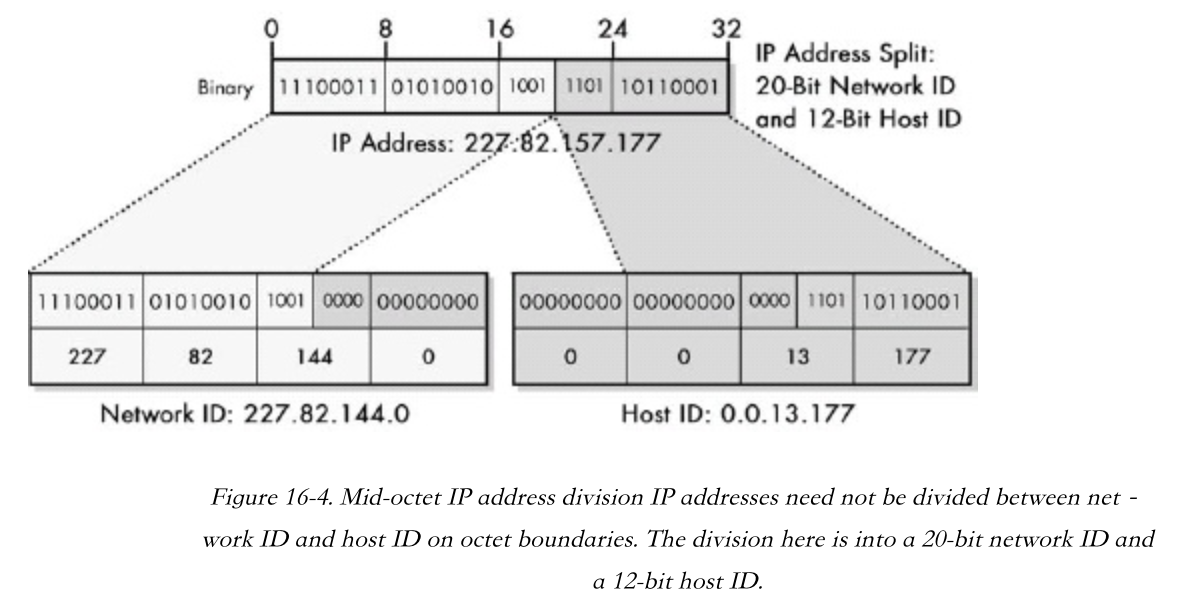 0 8 16 24 32
IP Address Split:
20-Bit Network ID
and 12-Bit Host ID
Binary 11100011 01010010 1001 1101 10110001
IP Address: 227.82.157.177
11100011 01010010 1001 0000 00000000
227 82 144 0
Network ID: 227.82.144.0
00000000 00000000 0000 1101 10110001
0 0 13 177
Host ID: 0.0.13.177
Figure 16-4. Mid-octet IP address division IP addresses need not be divided between net -
work ID and host ID on octet boundaries. The division here is into a 20-bit network ID and
a 12-bit host ID.